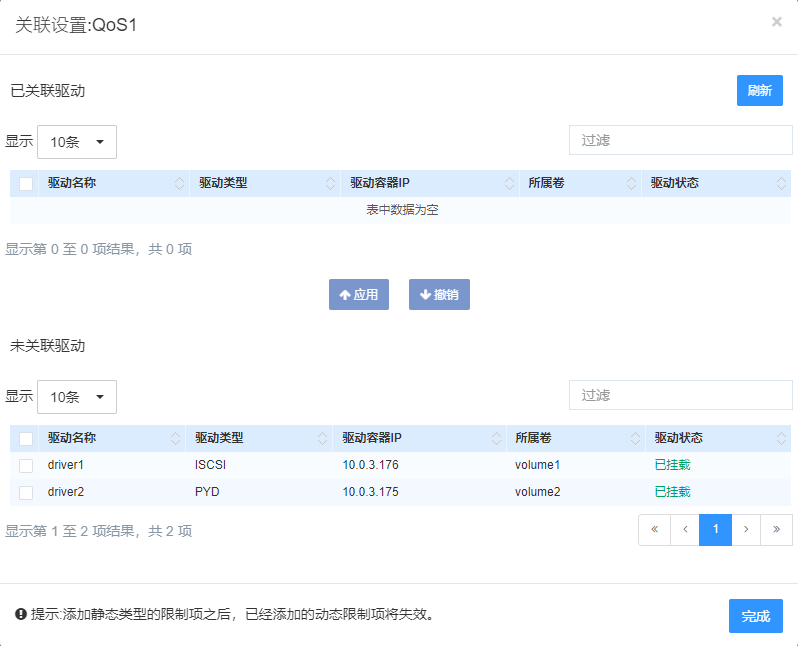 关联设置:QoS1 ×
已关联驱动 刷新
显示 10条 过滤
驱动名称 驱动类型 驱动容器IP 所属卷 驱动状态
表中数据为空
显示第 0 至 0 项结果，共 0 项
应用 撤销
未关联驱动
显示 10条 过滤
驱动名称 驱动类型 驱动容器IP 所属卷 驱动状态
driver1 ISCSI 10.0.3.176 volume1 已挂载
driver2 PYD 10.0.3.175 volume2 已挂载
显示第 1 至 2 项结果，共 2 项 « ‹ 1 › »
提示:添加静态类型的限制项之后，已经添加的动态限制项将失效。 完成